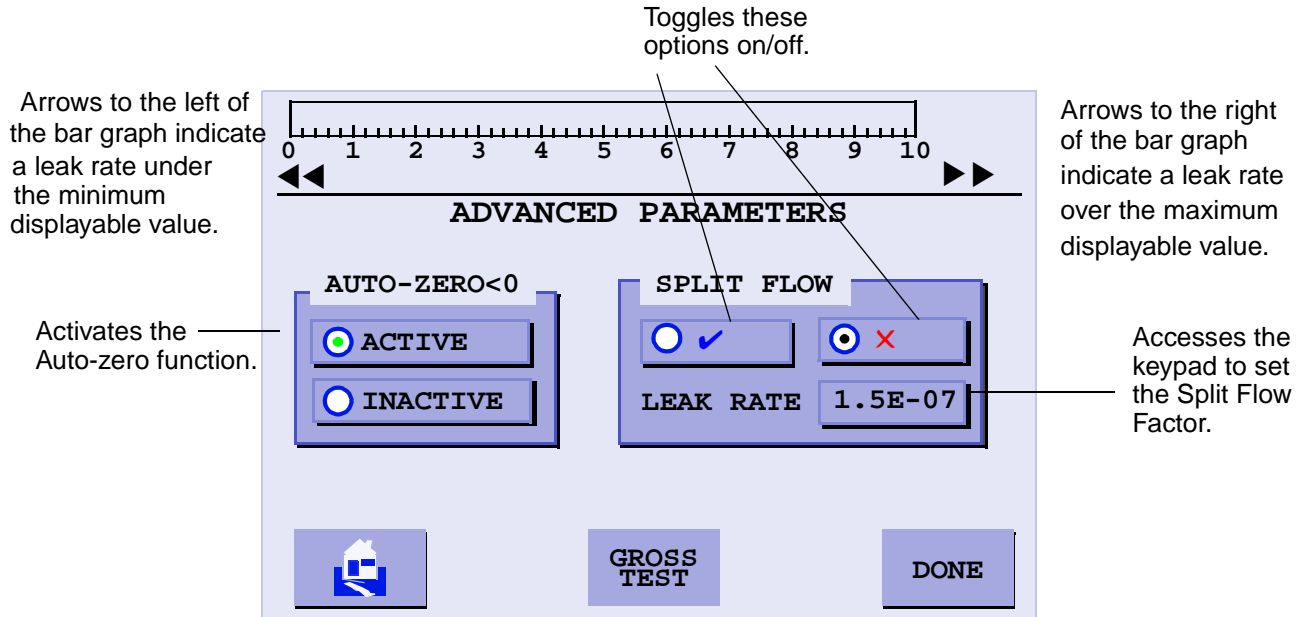 Toggles these
options on/off.
Arrows to the left of
the bar graph indicate
a leak rate under
the minimum
displayable value.
0 1 2 3 4 5 6 7 8 9 10
Arrows to the right
of the bar graph
indicate a leak rate
over the maximum
displayable value.
ADVANCED PARAMETERS
Activates the
Auto-zero function.
AUTO-ZERO<0
ACTIVE
INACTIVE
SPLIT FLOW
✔ ✕
LEAK RATE 1.5E-07
Accesses the
keypad to set
the Split Flow
Factor.
GROSS
TEST
DONE